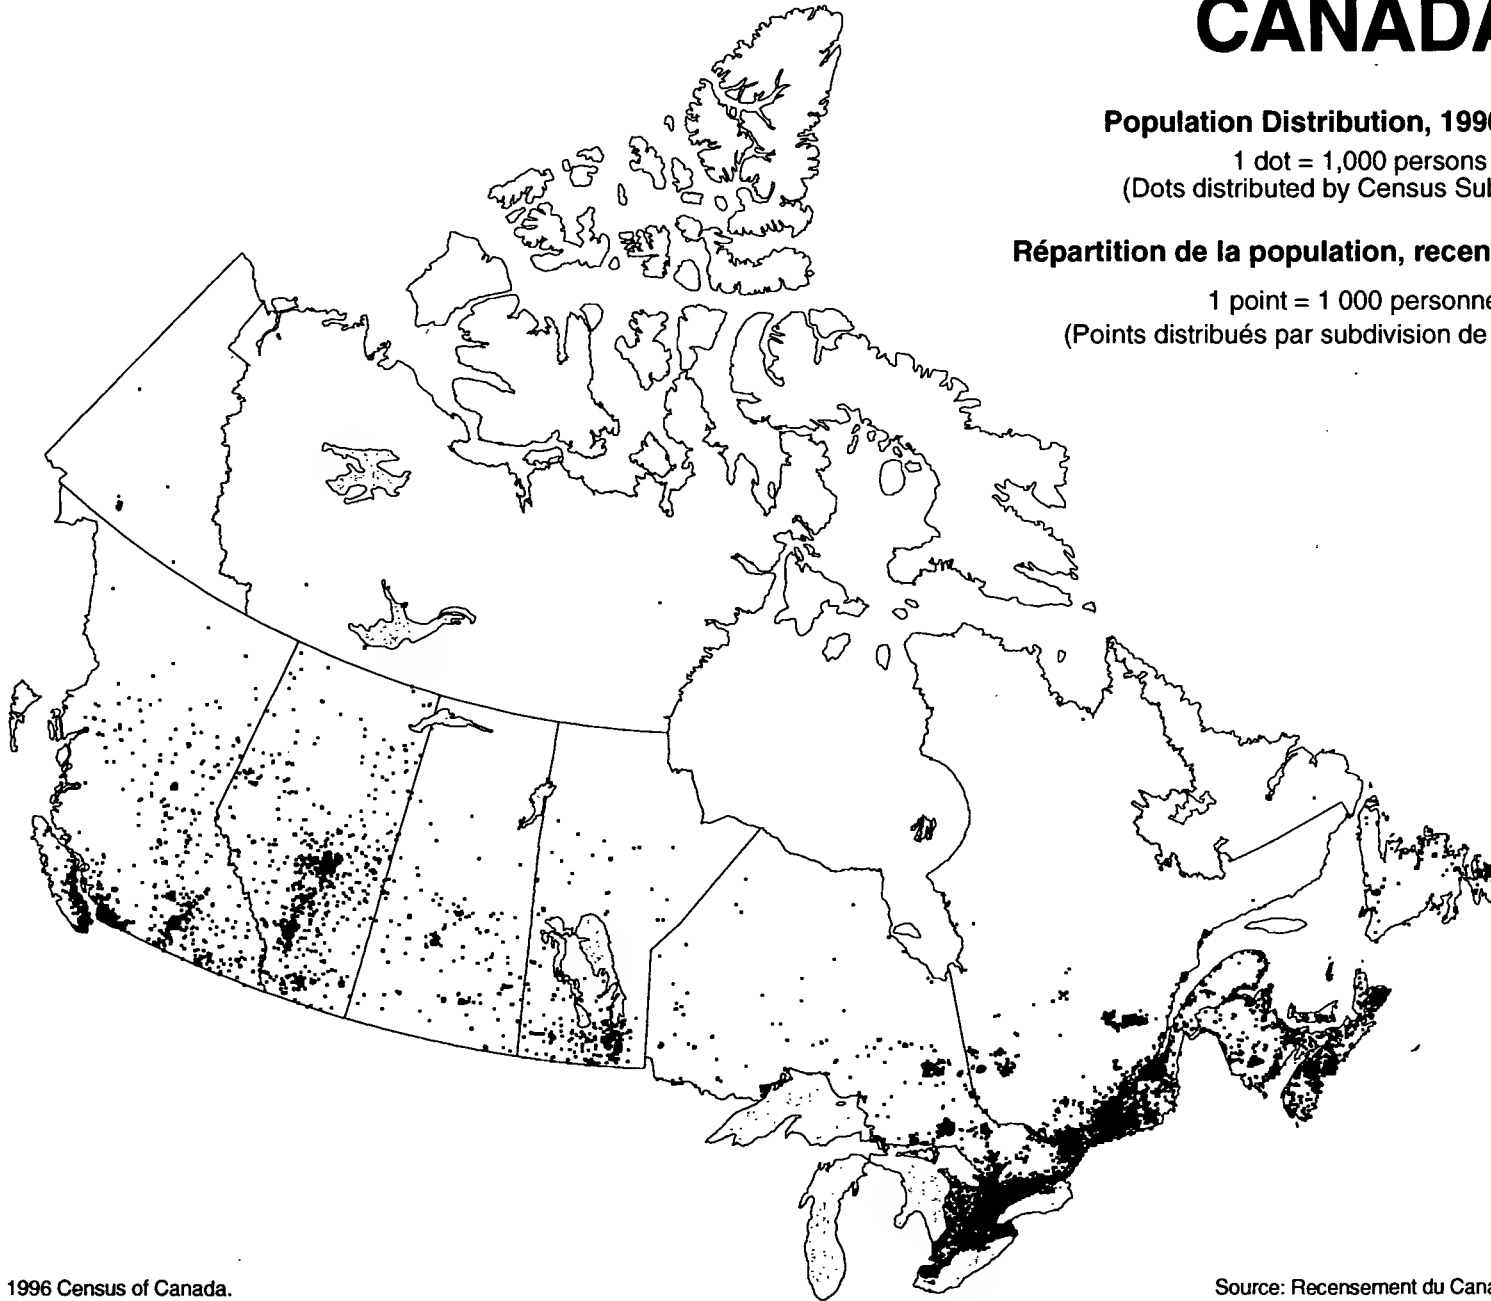 CANADA
Population Distribution, 1996
1 dot = 1,000 persons
(Dots distributed by Census Sub
Répartition de la population, recen
1 point = 1 000 personne
(Points distribués par subdivision de
1996 Census of Canada.
Source: Recensement du Cana